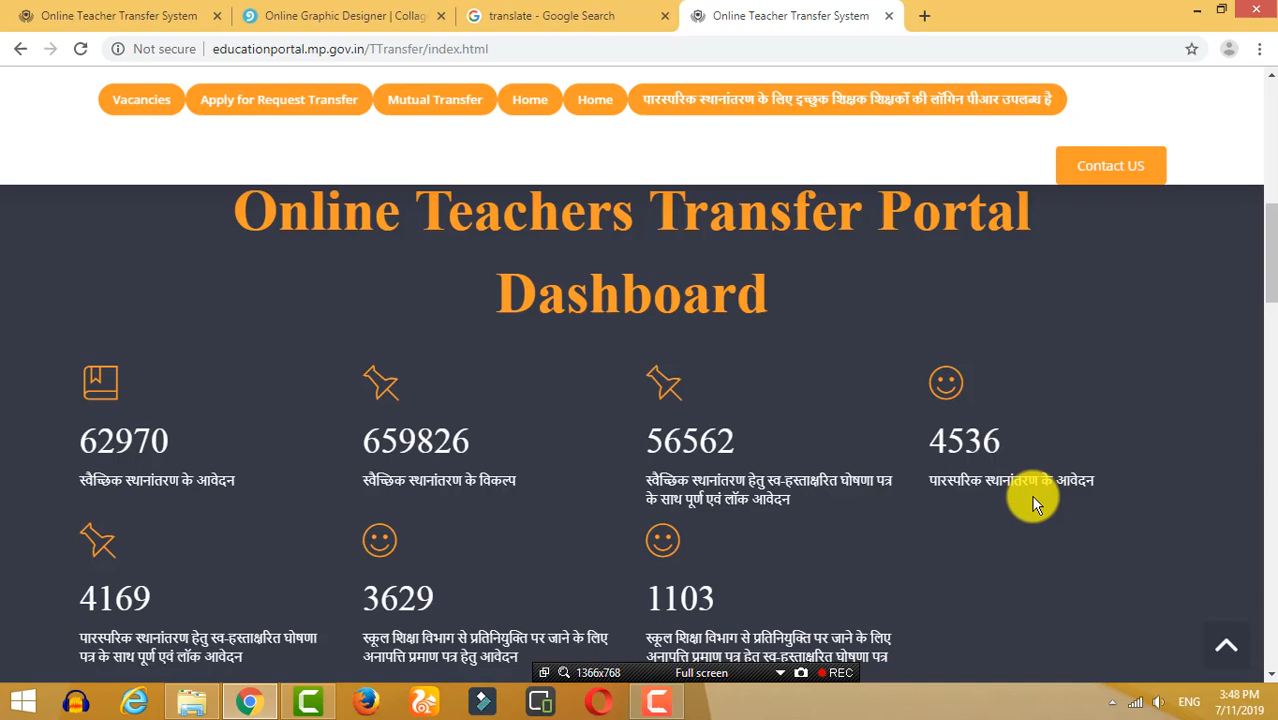 Online Teacher Transfer System
Online Graphic Designer | Collag
translate - Google Search
Online Teacher Transfer System
Not secure
educationportal.mp.gov.in/TTransfer/index.html
Vacancies
Apply for Request Transfer
Mutual Transfer
Home
Home
पारस्परिक स्थानांतरण के लिए इच्छुक शिक्षक शिक्षकों की लॉगिन पीआर उपलब्ध है
Contact US
Online Teachers Transfer Portal
Dashboard
62970
स्वैच्छिक स्थानांतरण के आवेदन
659826
स्वैच्छिक स्थानांतरण के विकल्प
56562
स्वैच्छिक स्थानांतरण हेतु स्व-हस्ताक्षरित घोषणा पत्र
के साथ पूर्ण एवं लॉक आवेदन
4536
पारस्परिक स्थानांतरण के आवेदन
4169
पारस्परिक स्थानांतरण हेतु स्व-हस्ताक्षरित घोषणा
पत्र के साथ पूर्ण एवं लॉक आवेदन
3629
स्कूल शिक्षा विभाग से प्रतिनियुक्ति पर जाने के लिए
अनापत्ति प्रमाण पत्र हेतु आवेदन
1103
स्कूल शिक्षा विभाग से प्रतिनियुक्ति पर जाने के लिए
अनापत्ति प्रमाण पत्र हेतु स्व-हस्ताक्षरित घोषणा पत्र
1366x768
Full screen
REC
ENG
3:48 PM
7/11/2019